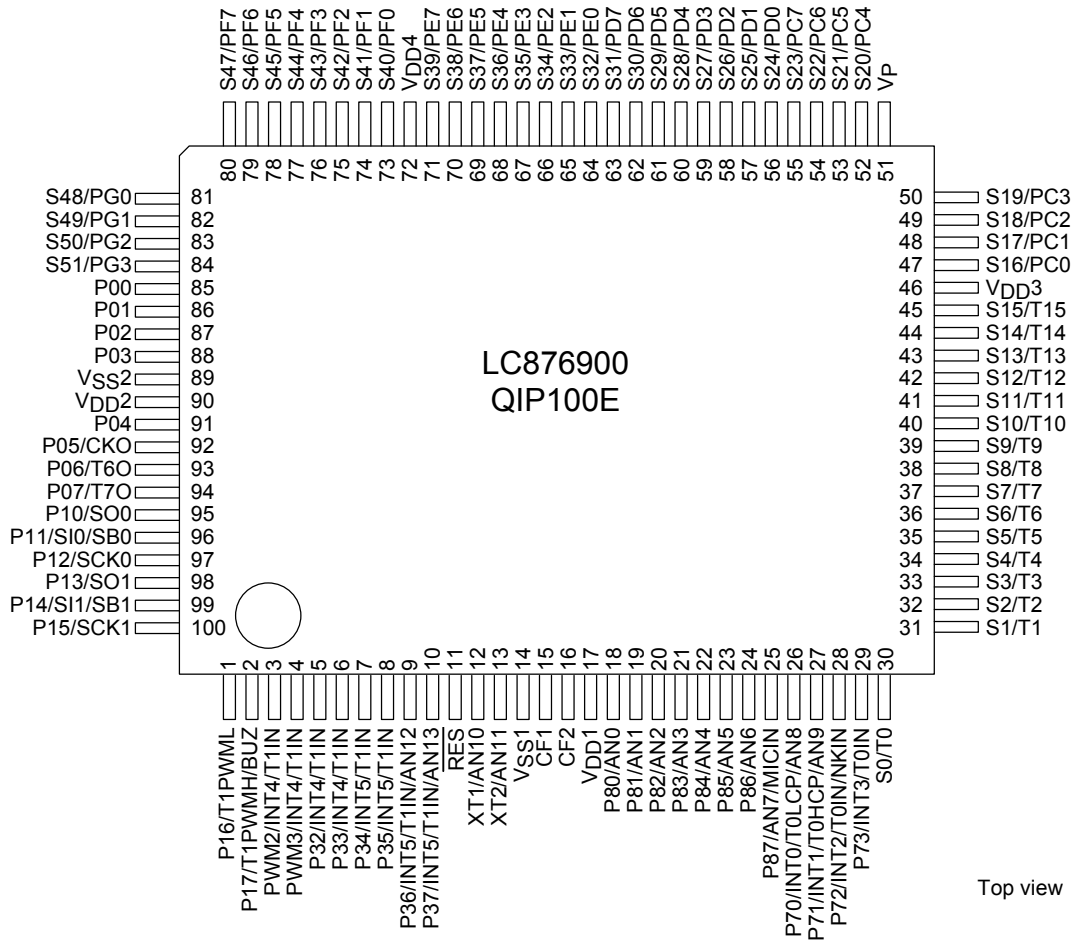 S47/PF7
S46/PF6
S45/PF5
S44/PF4
S43/PF3
S42/PF2
S41/PF1
S40/PF0
VDD4
S39/PE7
S38/PE6
S37/PE5
S36/PE4
S35/PE3
S34/PE2
S33/PE1
S32/PE0
S31/PD7
S30/PD6
S29/PD5
S28/PD4
S27/PD3
S26/PD2
S25/PD1
S24/PD0
S23/PC7
S22/PC6
S21/PC5
S20/PC4
VP
80
79
78
77
76
75
74
73
72
71
70
69
68
67
66
65
64
63
62
61
60
59
58
57
56
55
54
53
52
51
S48/PG0 81
S49/PG1 82
S50/PG2 83
S51/PG3 84
P00 85
P01 86
P02 87
P03 88
VSS2 89
VDD2 90
P04 91
P05/CKO 92
P06/T6O 93
P07/T7O 94
P10/SO0 95
P11/SI0/SB0 96
P12/SCK0 97
P13/SO1 98
P14/SI1/SB1 99
P15/SCK1 100
LC876900
QIP100E
50 S19/PC3
49 S18/PC2
48 S17/PC1
47 S16/PC0
46 VDD3
45 S15/T15
44 S14/T14
43 S13/T13
42 S12/T12
41 S11/T11
40 S10/T10
39 S9/T9
38 S8/T8
37 S7/T7
36 S6/T6
35 S5/T5
34 S4/T4
33 S3/T3
32 S2/T2
31 S1/T1
1
2
3
4
5
6
7
8
9
10
11
12
13
14
15
16
17
18
19
20
21
22
23
24
25
26
27
28
29
30
P16/T1PWML
P17/T1PWMH/BUZ
PWM2/INT4/T1IN
PWM3/INT4/T1IN
P32/INT4/T1IN
P33/INT4/T1IN
P34/INT5/T1IN
P35/INT5/T1IN
P36/INT5/T1IN/AN12
P37/INT5/T1IN/AN13
RES
XT1/AN10
XT2/AN11
VSS1
CF1
CF2
VDD1
P80/AN0
P81/AN1
P82/AN2
P83/AN3
P84/AN4
P85/AN5
P86/AN6
P87/AN7/MICIN
P70/INT0/T0LCP/AN8
P71/INT1/T0HCP/AN9
P72/INT2/T0IN/NKIN
P73/INT3/T0IN
S0/T0
Top view